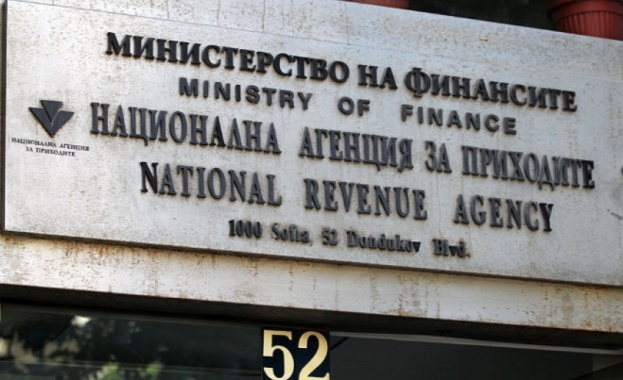 МИНИСТЕРСТВО НА ФИНАНСИТЕ
MINISTRY OF FINANCE
НАЦИОНАЛНА АГЕНЦИЯ ЗА ПРИХОДИТЕ
NATIONAL REVENUE AGENCY
1000 Sofia, 52 Dondukov Blvd.
НАЦИОНАЛНА АГЕНЦИЯ
ЗА ПРИХОДИТЕ
52